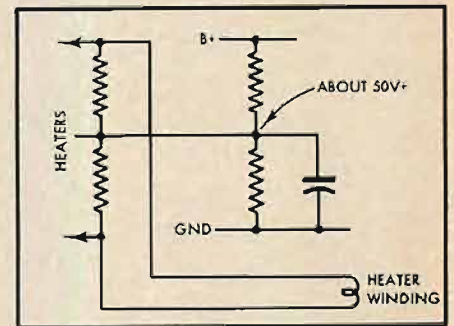 B+
ABOUT 50V+
HEATERS
GND
HEATER
WINDING